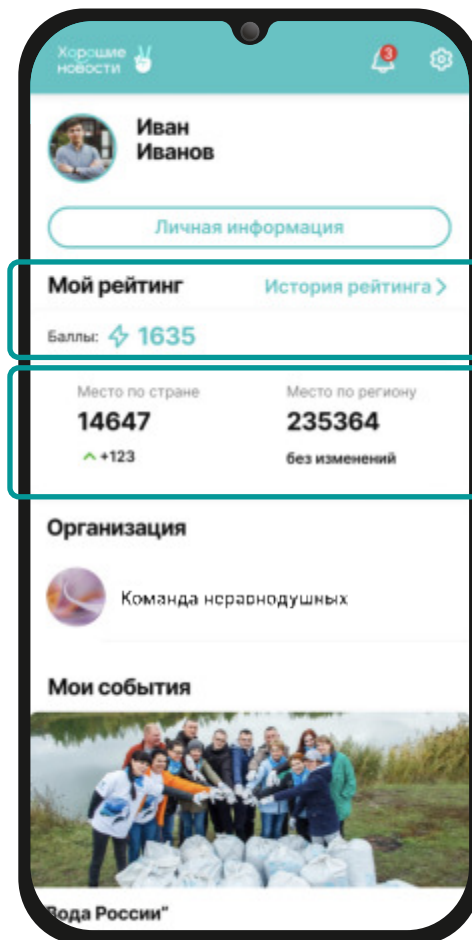 Хорошие
новости
3
Иван
Иванов
Личная информация
Мой рейтинг
История рейтинга
Баллы: 1635
Место по стране
Место по региону
14647
235364
+123
без изменений
Организация
Команда неравнодушных
Мои события
Вода России"